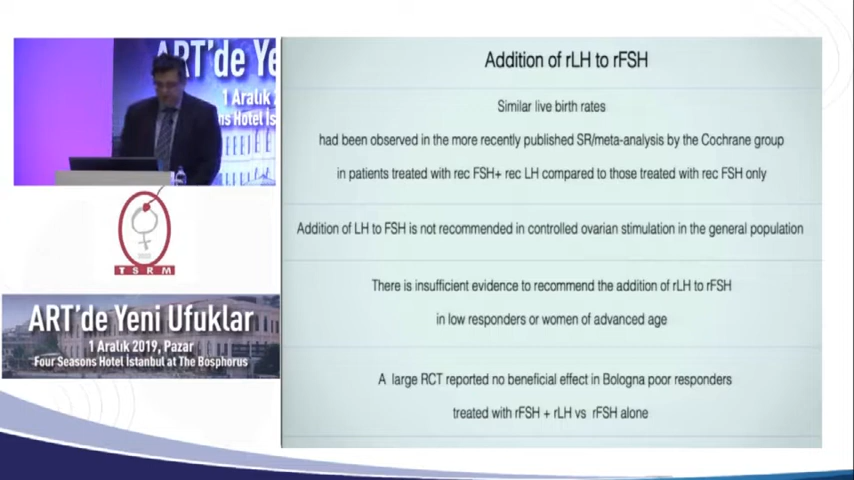 ART'de Ye
1 Aralık 2
ns Hotel İs
TSRM
ART'de Yeni Ufuklar
1 Aralık 2019, Pazar
Four Seasons Hotel İstanbul at The Bosphorus
Addition of rLH to rFSH
Similar live birth rates
had been observed in the more recently published SR/meta-analysis by the Cochrane group
in patients treated with rec FSH+ rec LH compared to those treated with rec FSH only
Addition of LH to FSH is not recommended in controlled ovarian stimulation in the general population
There is insufficient evidence to recommend the addition of rLH to rFSH
in low responders or women of advanced age
A large RCT reported no beneficial effect in Bologna poor responders
treated with rFSH + rLH vs rFSH alone